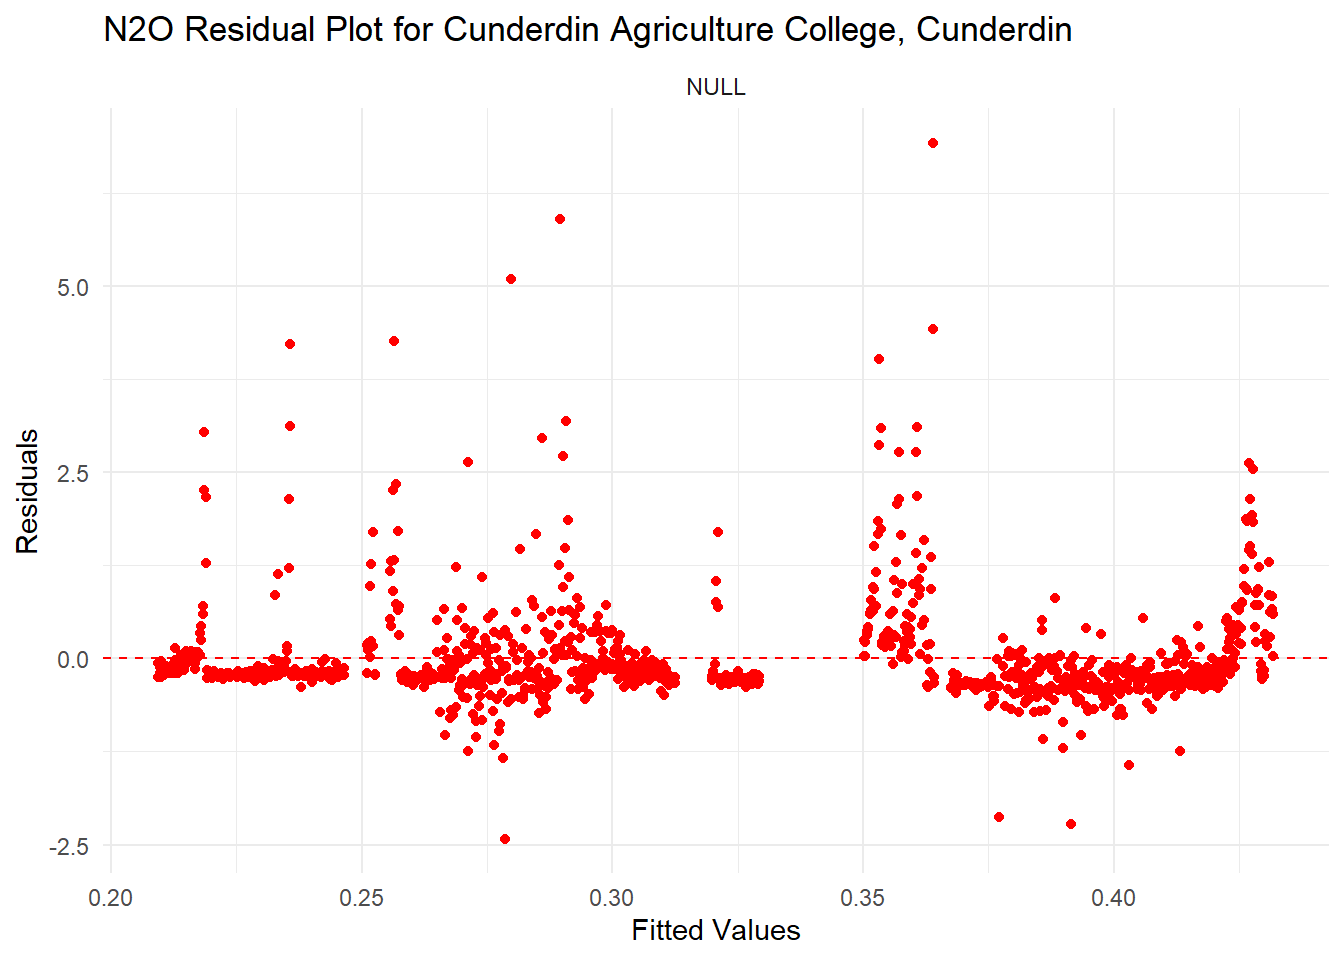 N2O Residual Plot for Cunderdin Agriculture College, Cunderdin
NULL
Residuals
5.0
2.5
0.0
-2.5
0.20 0.25 0.30 0.35 0.40
Fitted Values